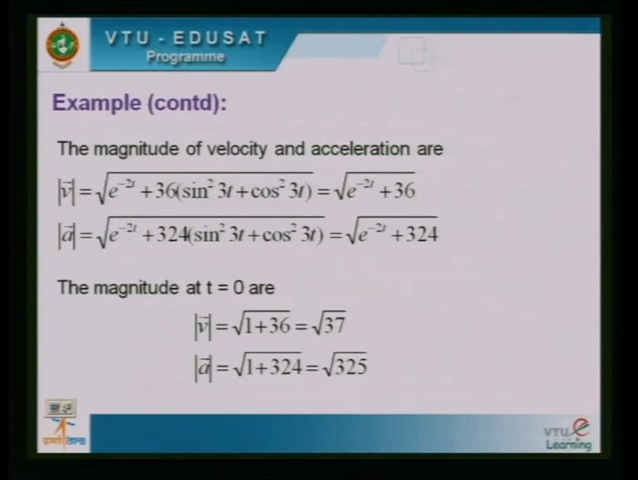 VTU - EDUSAT
Programme
Example (contd):
The magnitude of velocity and acceleration are
|v⃗| = √(e⁻²ᵗ + 36(sin² 3t + cos² 3t)) = √(e⁻²ᵗ + 36)
|a⃗| = √(e⁻²ᵗ + 324(sin² 3t + cos² 3t)) = √(e⁻²ᵗ + 324)
The magnitude at t = 0 are
|v⃗| = √(1+36) = √37
|a⃗| = √(1+324) = √325
VTU e
Learning